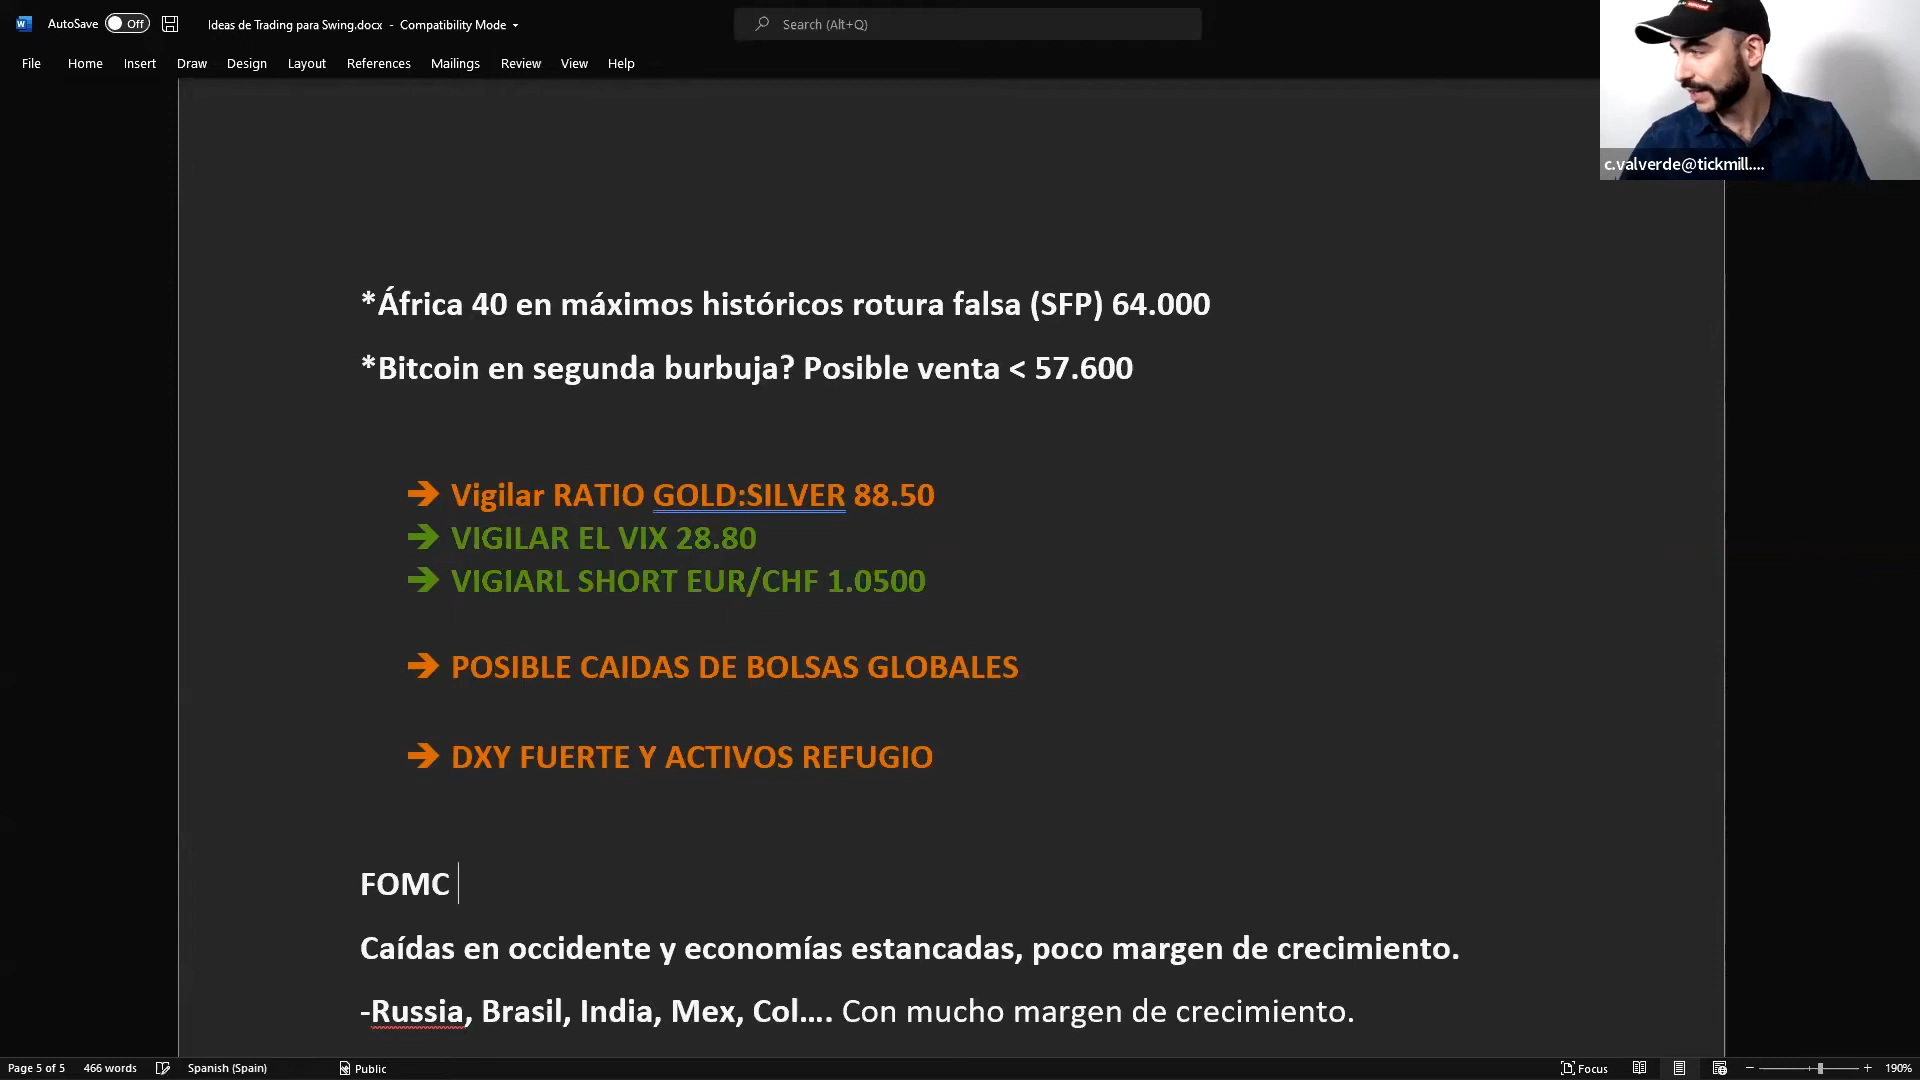 AutoSave Off Ideas de Trading para Swing.docx - Compatibility Mode Search (Alt+Q)
File Home Insert Draw Design Layout References Mailings Review View Help
c.valverde@tickmill....
*África 40 en máximos históricos rotura falsa (SFP) 64.000
*Bitcoin en segunda burbuja? Posible venta < 57.600
➔ Vigilar RATIO GOLD:SILVER 88.50
➔ VIGILAR EL VIX 28.80
➔ VIGIARL SHORT EUR/CHF 1.0500
➔ POSIBLE CAIDAS DE BOLSAS GLOBALES
➔ DXY FUERTE Y ACTIVOS REFUGIO
FOMC
Caídas en occidente y economías estancadas, poco margen de crecimiento.
-Russia, Brasil, India, Mex, Col.... Con mucho margen de crecimiento.
Page 5 of 5 466 words Spanish (Spain) Public Focus 190%